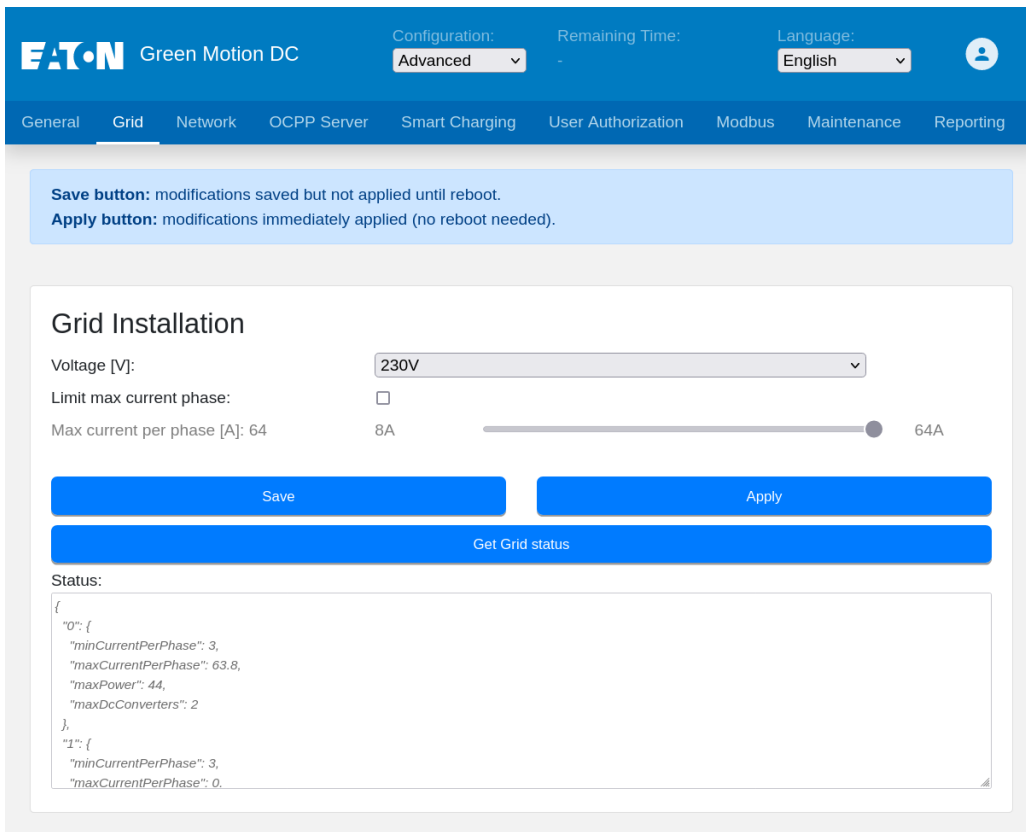 EATON Green Motion DC
Configuration:
Advanced
Remaining Time:
-
Language:
English
General Grid Network OCPP Server Smart Charging User Authorization Modbus Maintenance Reporting
Save button: modifications saved but not applied until reboot.
Apply button: modifications immediately applied (no reboot needed).
Grid Installation
Voltage [V]: 230V
Limit max current phase:
Max current per phase [A]: 64 8A 64A
Save Apply
Get Grid status
Status:
{
"0": {
"minCurrentPerPhase": 3,
"maxCurrentPerPhase": 63.8,
"maxPower": 44,
"maxDcConverters": 2
},
"1": {
"minCurrentPerPhase": 3,
"maxCurrentPerPhase": 0,